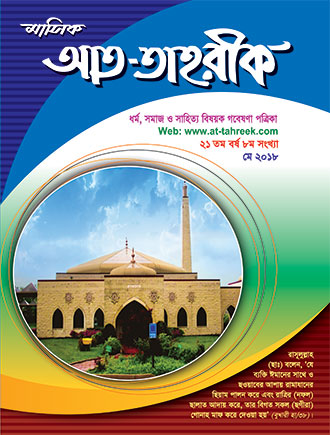 মাসিক
আত-তাহরীক
ধর্ম, সমাজ ও সাহিত্য বিষয়ক গবেষণা পত্রিকা
Web: www.at-tahreek.com
২১ তম বর্ষ ৮ম সংখ্যা
মে ২০১৮
রাসূলুল্লাহ
(ছাঃ) বলেন, 'যে
ব্যক্তি ঈমানের সাথে ও
ছওয়াবের আশায় রামাযানের
ছিয়াম পালন করে এবং রাত্রির (নফল)
ছালাত আদায় করে, তার বিগত সকল (ছগীরা)
গোনাহ মাফ করে দেওয়া হয়' (বুখারী হা/৩৮)।